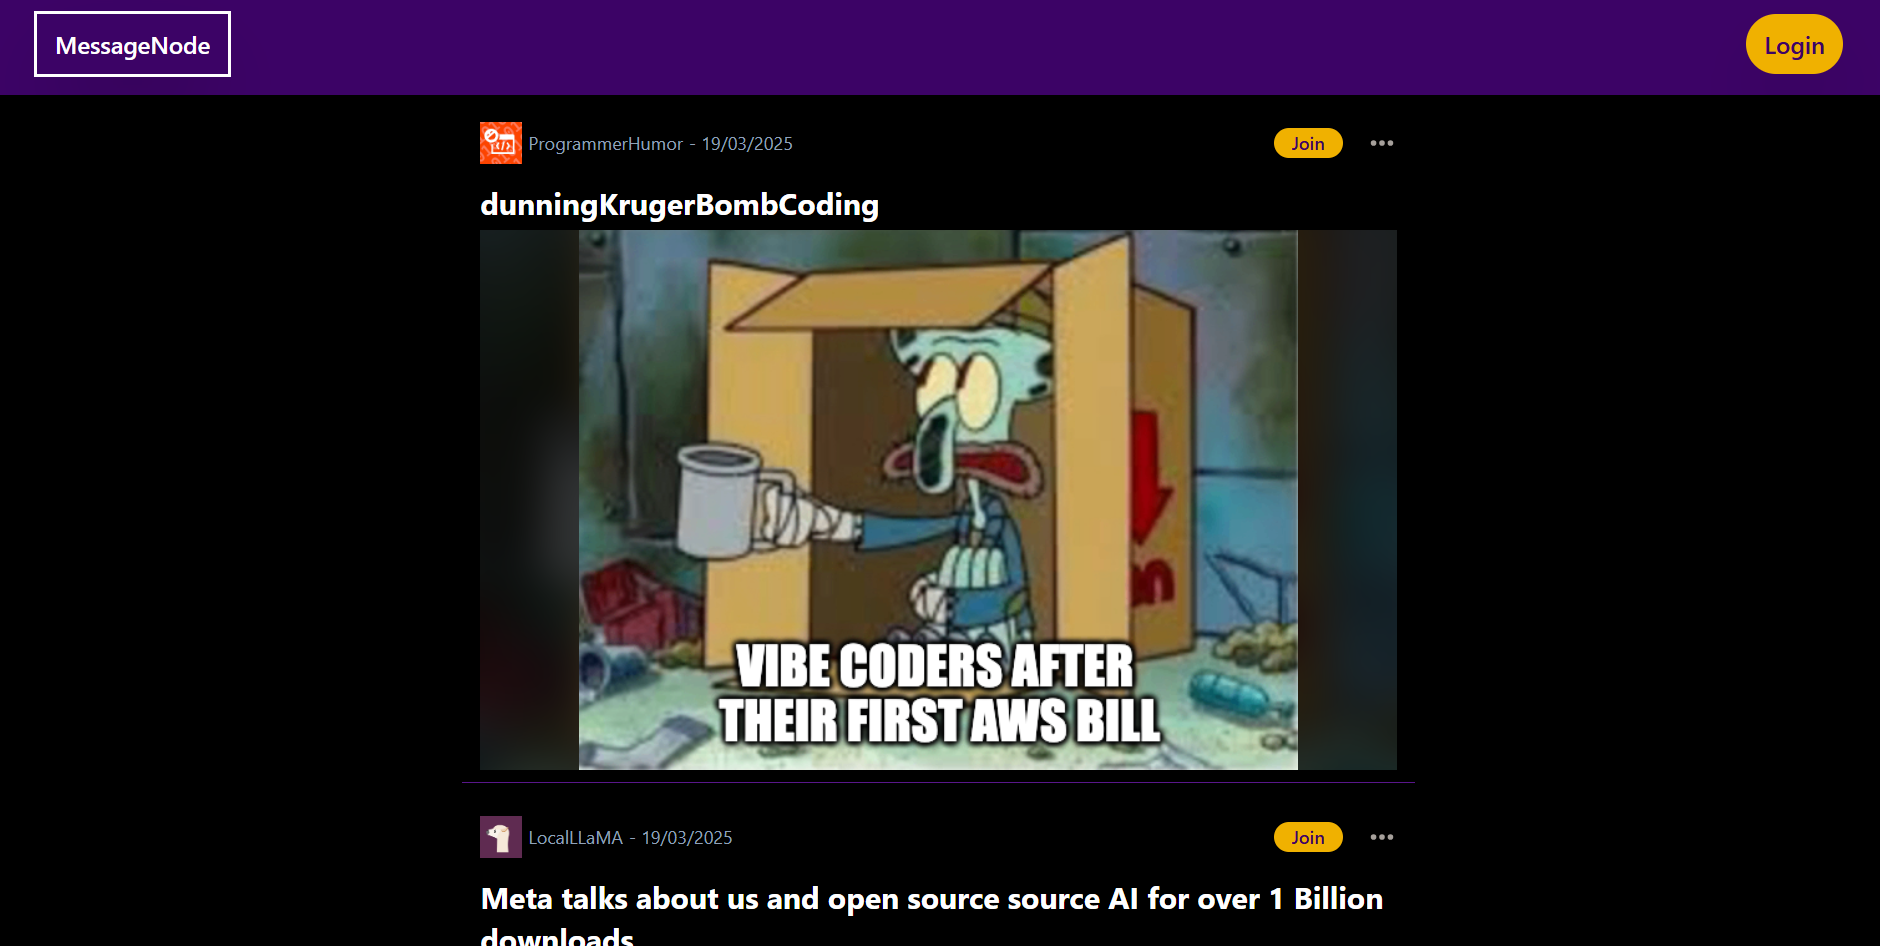 MessageNode
Login
ProgrammerHumor - 19/03/2025
Join
dunningKrugerBombCoding
VIBE CODERS AFTER
THEIR FIRST AWS BILL
LocalLLaMA - 19/03/2025
Join
Meta talks about us and open source source AI for over 1 Billion
downloads